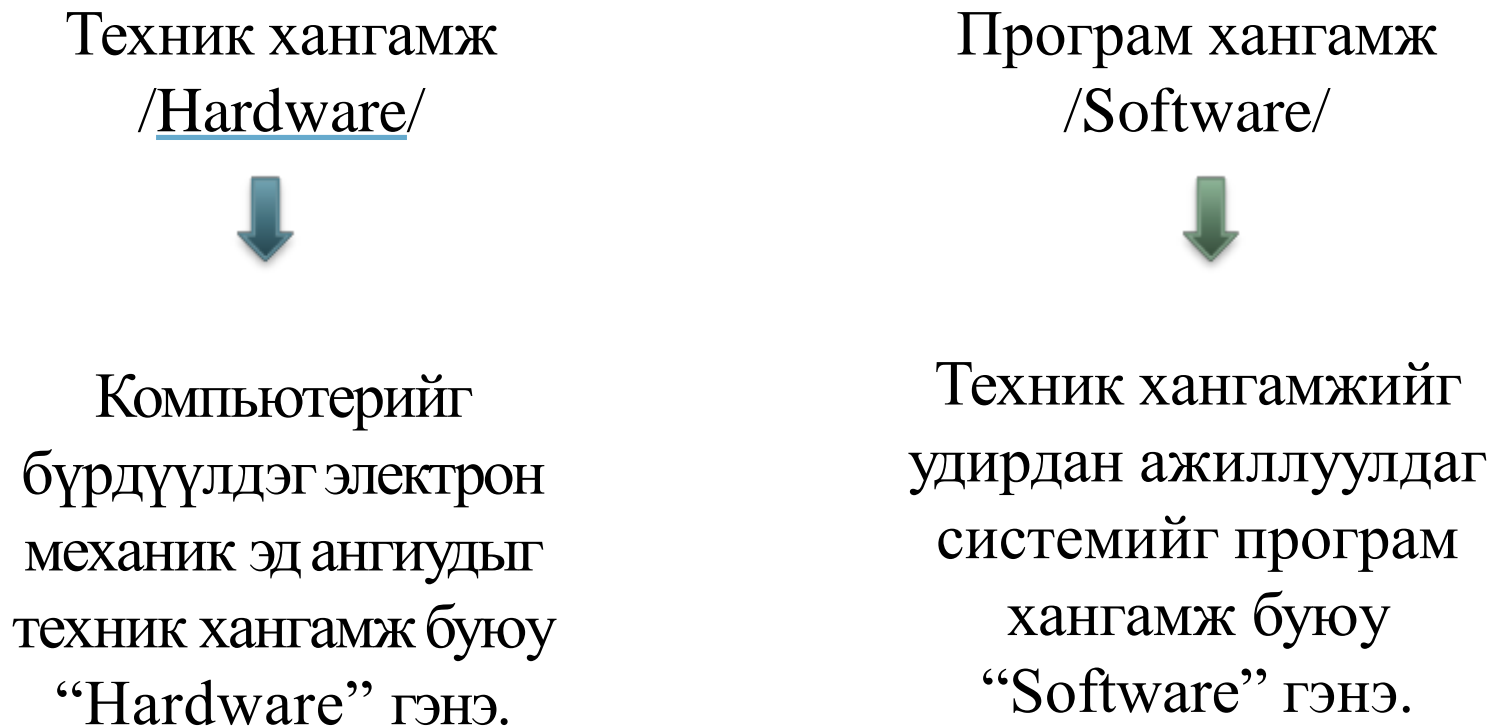 Техник хангамж
/Hardware/
Компьютерийг
бүрдүүлдэг электрон
механик эд ангиудыг
техник хангамж буюу
“Hardware” гэнэ.
Програм хангамж
/Software/
Техник хангамжийг
удирдан ажиллуулдаг
системийг програм
хангамж буюу
“Software” гэнэ.